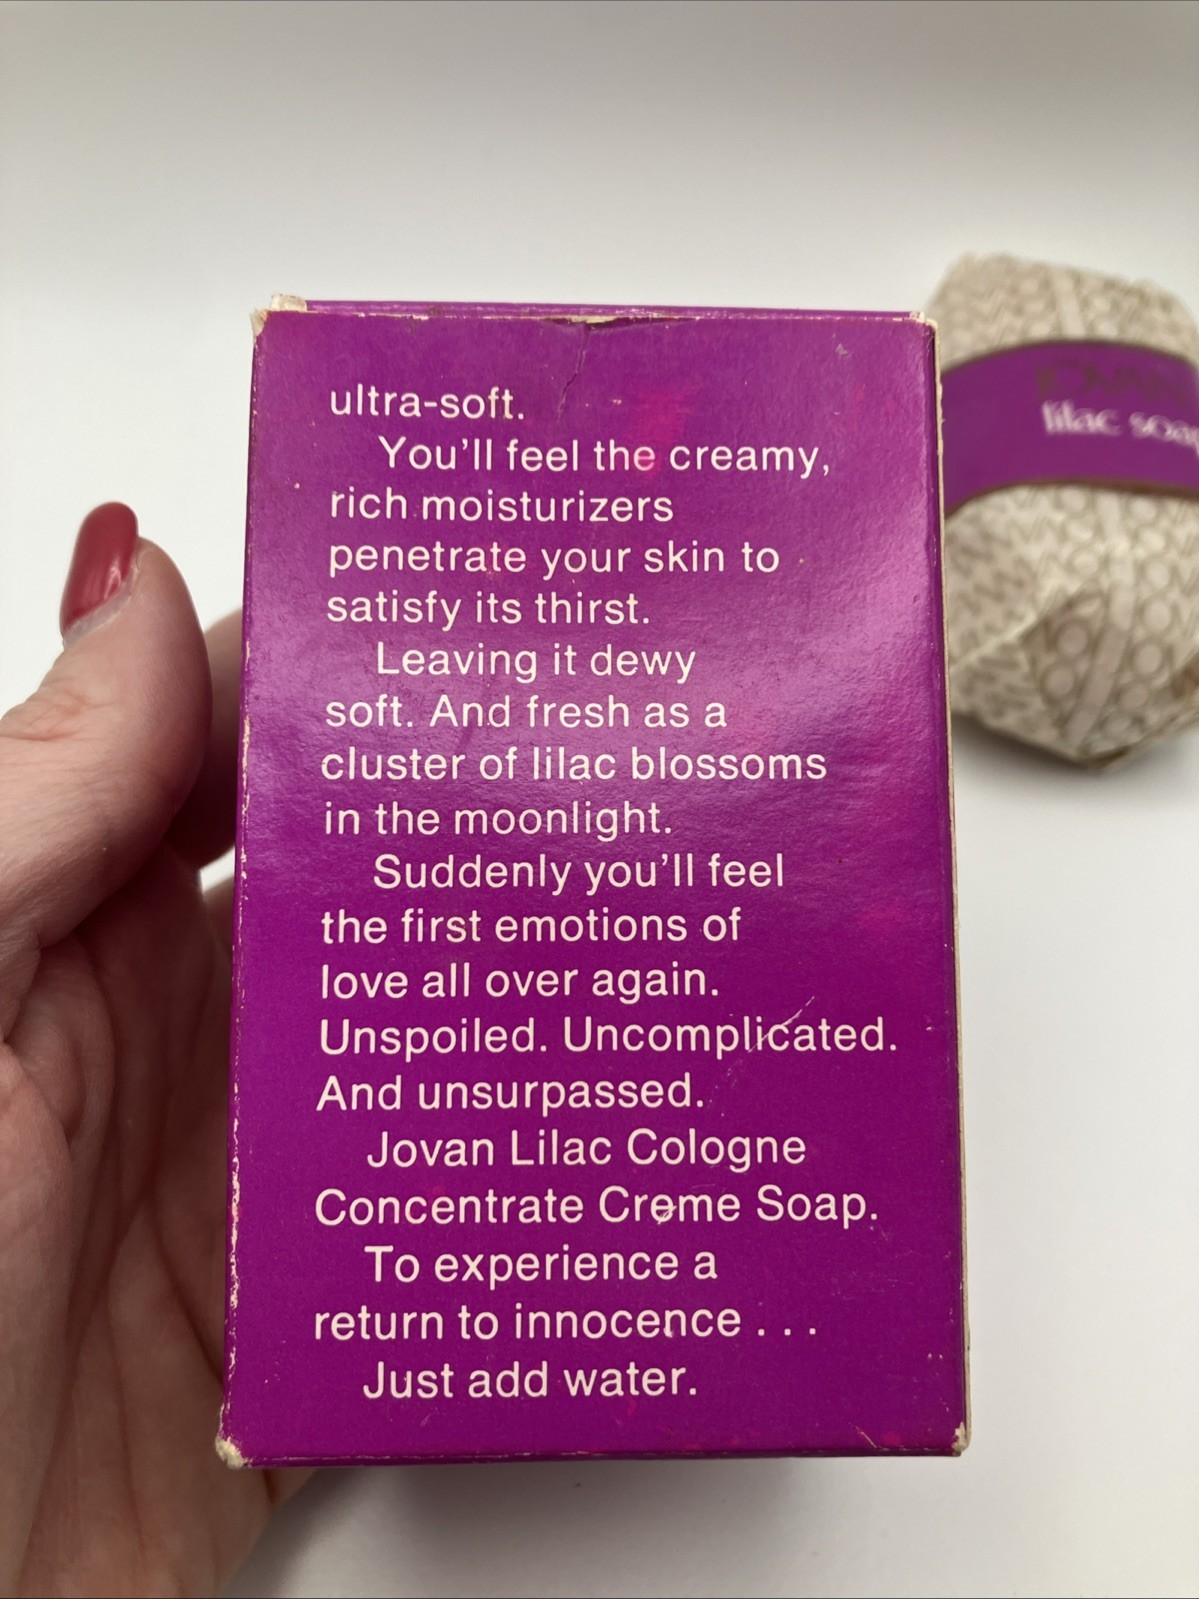 ultra-soft.
You'll feel the creamy,
rich moisturizers
penetrate your skin to
satisfy its thirst.
Leaving it dewy
soft. And fresh as a
cluster of lilac blossoms
in the moonlight.
Suddenly you'll feel
the first emotions of
love all over again.
Unspoiled. Uncomplicated.
And unsurpassed.
Jovan Lilac Cologne
Concentrate Creme Soap.
To experience a
return to innocence . . .
Just add water.
JOVAN
lilac soap